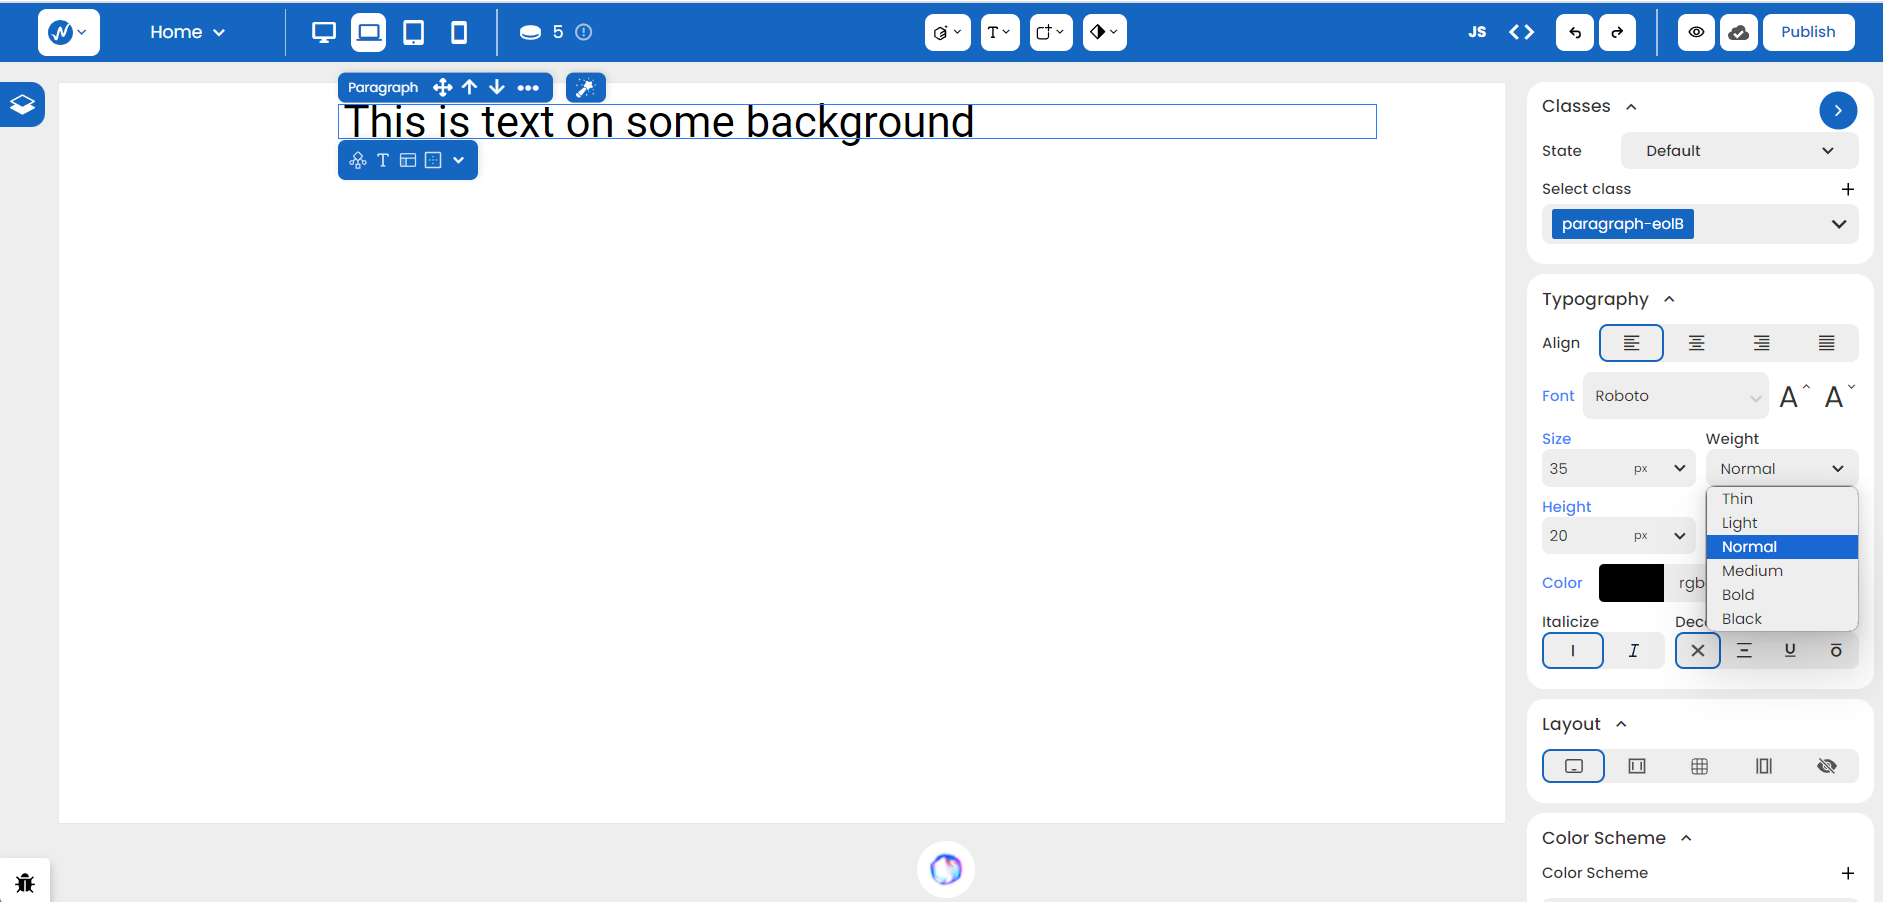 Home
5
T
JS
Publish
Paragraph
This is text on some background
T
Classes
State
Default
Select class
paragraph-eolB
Typography
Align
Font
Roboto
A A
Size
Weight
35 px
Normal
Thin
Light
Normal
Medium
Bold
Black
Height
20 px
Color
rgb
Italicize
Dec
I I
U O
Layout
Color Scheme
Color Scheme